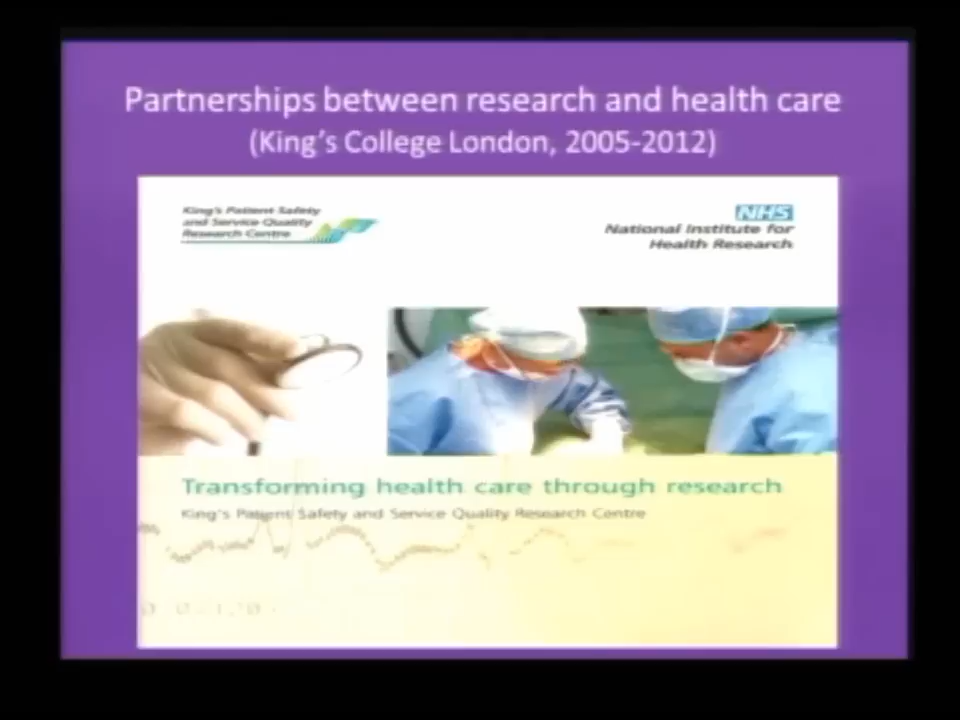 Partnerships between research and health care
(King's College London, 2005-2012)
King's Patient Safety
and Service Quality
Research Centre
NHS
National Institute for
Health Research
Transforming health care through research
King's Patient Safety and Service Quality Research Centre